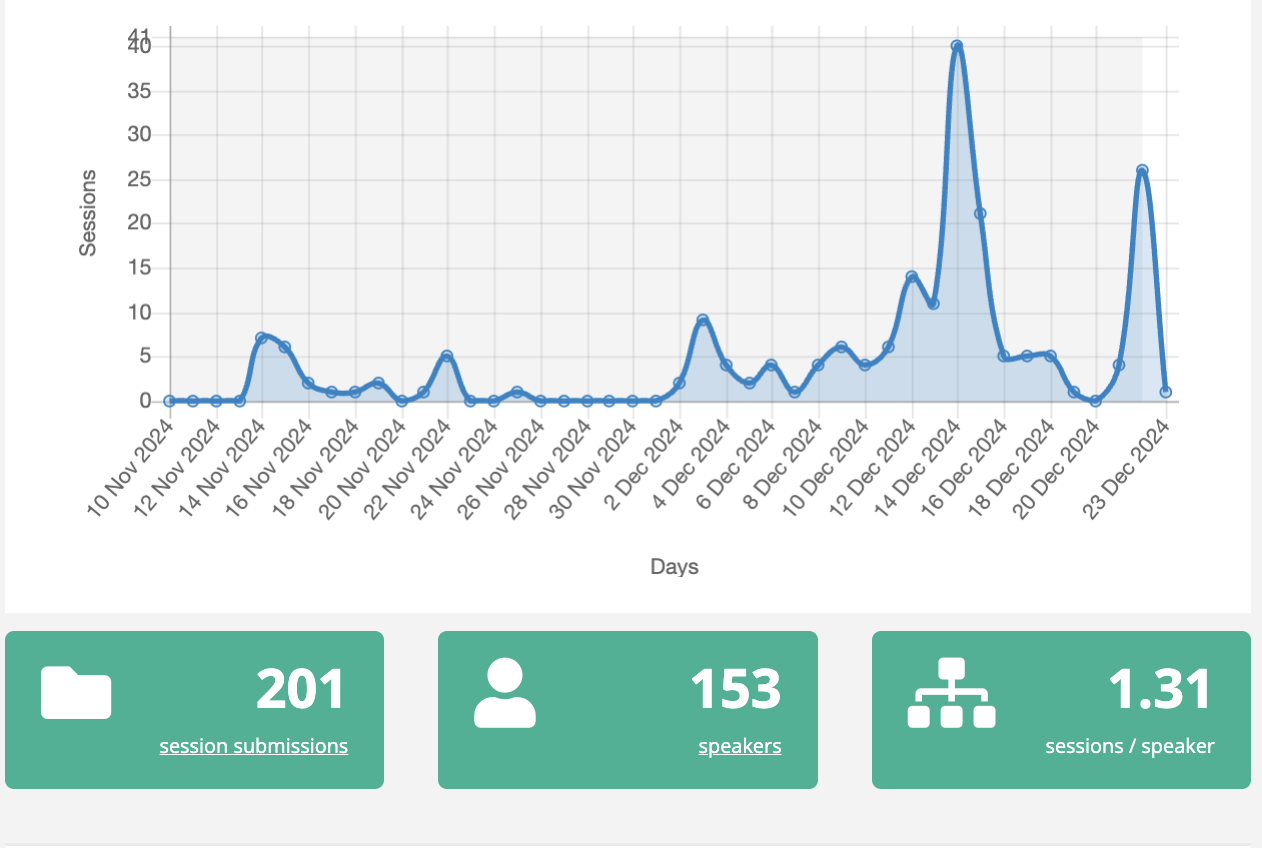 41
40
35
30
25
20
15
10
5
0
Sessions
10 Nov 2024
12 Nov 2024
14 Nov 2024
16 Nov 2024
18 Nov 2024
20 Nov 2024
22 Nov 2024
24 Nov 2024
26 Nov 2024
28 Nov 2024
30 Nov 2024
2 Dec 2024
4 Dec 2024
6 Dec 2024
8 Dec 2024
10 Dec 2024
12 Dec 2024
14 Dec 2024
16 Dec 2024
18 Dec 2024
20 Dec 2024
23 Dec 2024
Days
201
session submissions
153
speakers
1.31
sessions / speaker